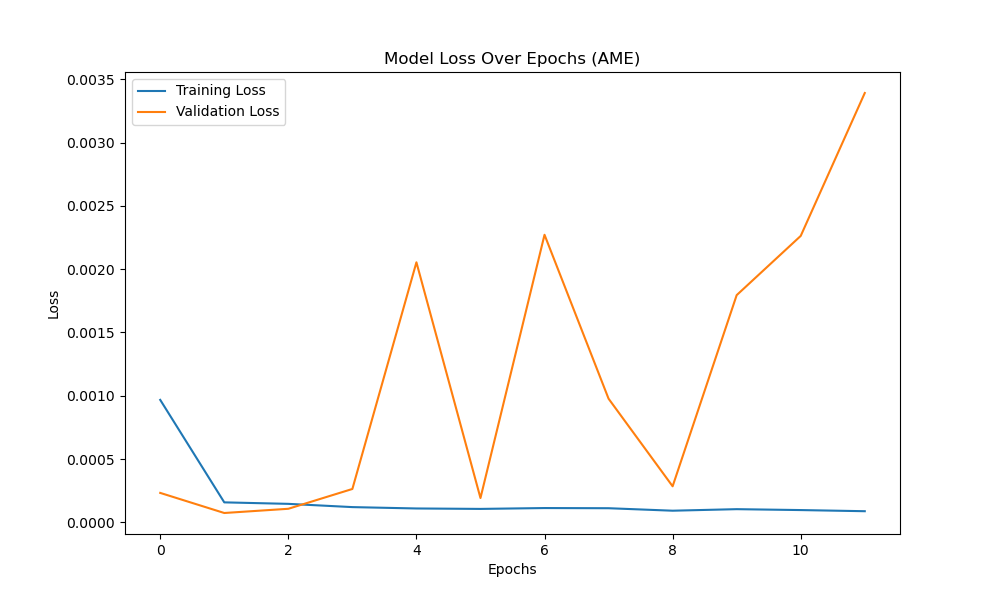 Model Loss Over Epochs (AME)
Training Loss
Validation Loss
0.0035
0.0030
0.0025
0.0020
0.0015
0.0010
0.0005
0.0000
Loss
0 2 4 6 8 10
Epochs